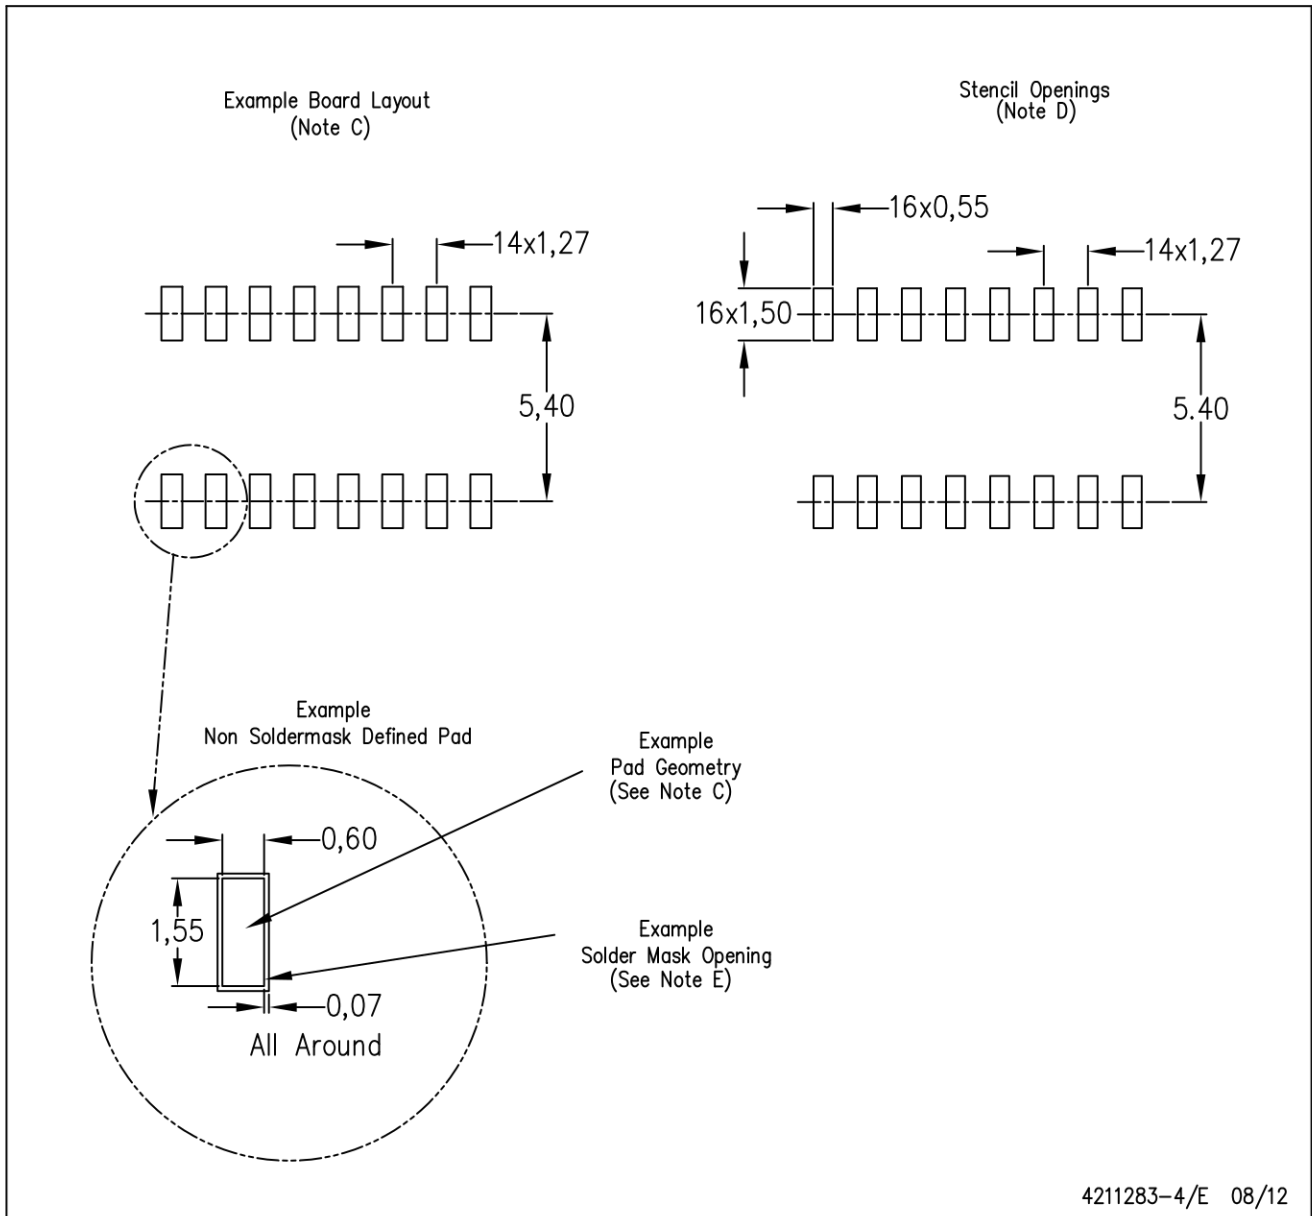 Example Board Layout
(Note C)
Stencil Openings
(Note D)
14x1,27
5,40
16x0,55
14x1,27
16x1,50
5.40
Example
Non Soldermask Defined Pad
Example
Pad Geometry
(See Note C)
0,60
1,55
Example
Solder Mask Opening
(See Note E)
0,07
All Around
4211283-4/E 08/12